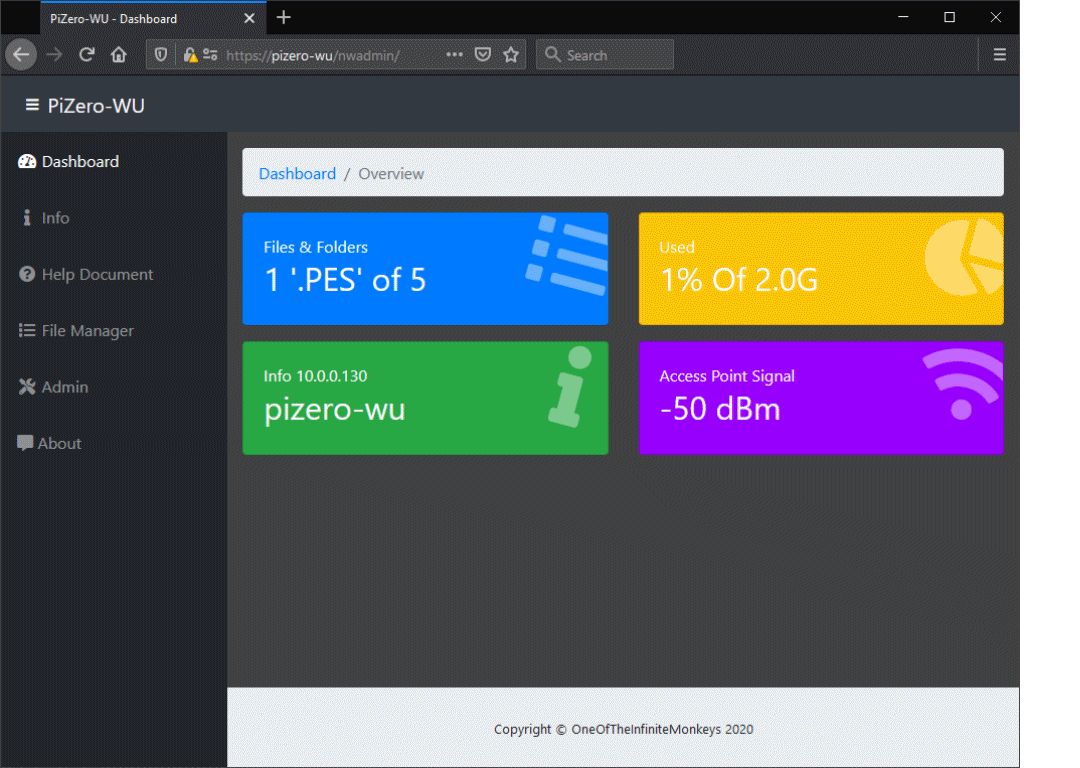 PiZero-WU - Dashboard
https://pizero-wu/nwadmin/
Search
PiZero-WU
Dashboard
Info
Help Document
File Manager
Admin
About
Dashboard / Overview
Files & Folders
1 '.PES' of 5
Used
1% Of 2.0G
Info 10.0.0.130
pizero-wu
Access Point Signal
-50 dBm
Copyright © OneOfTheInfiniteMonkeys 2020